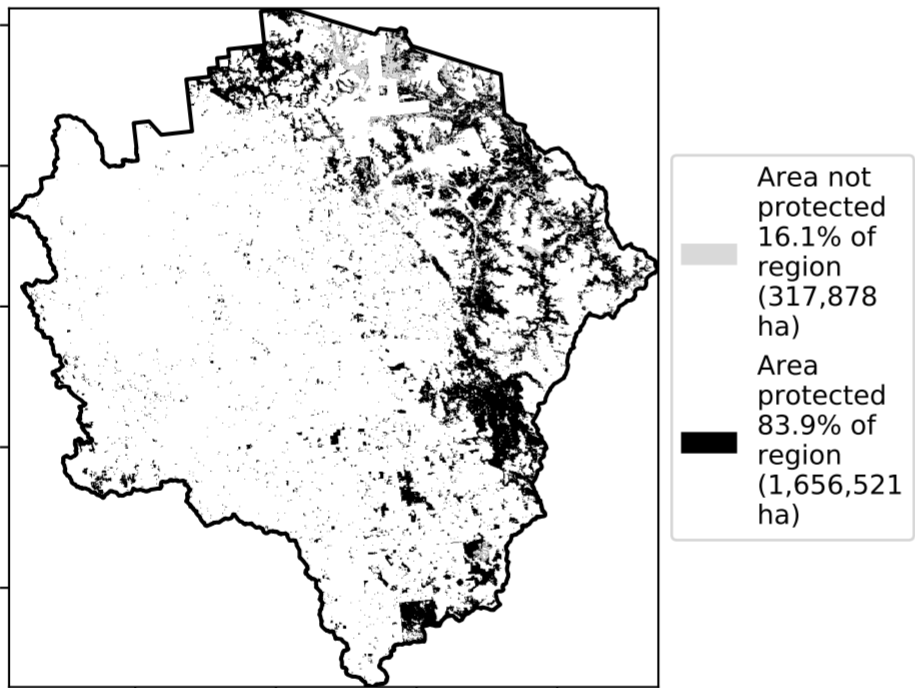 Area not
protected
16.1% of
region
(317,878
ha)
Area
protected
83.9% of
region
(1,656,521
ha)